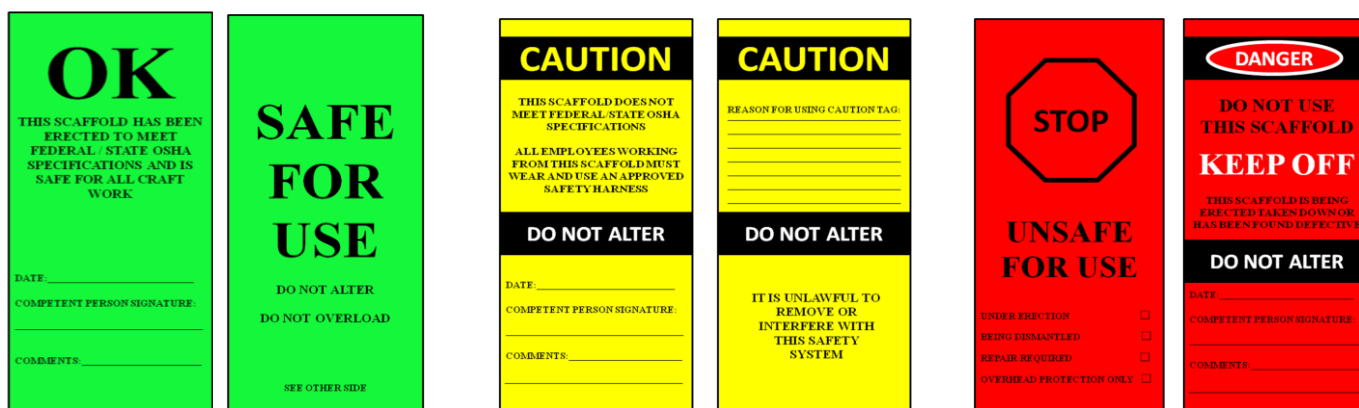 OK
THIS SCAFFOLD HAS BEEN
ERECTED TO MEET
FEDERAL / STATE OSHA
SPECIFICATIONS AND IS
SAFE FOR ALL CRAFT
WORK
DATE:
COMPETENT PERSON SIGNATURE:
COMMENTS:
SAFE
FOR
USE
DO NOT ALTER
DO NOT OVERLOAD
SEE OTHER SIDE
CAUTION
THIS SCAFFOLD DOES NOT
MEET FEDERAL/STATE OSHA
SPECIFICATIONS
ALL EMPLOYEES WORKING
FROM THIS SCAFFOLD MUST
WEAR AND USE AN APPROVED
SAFETY HARNESS
DO NOT ALTER
DATE:
COMPETENT PERSON SIGNATURE:
COMMENTS:
CAUTION
REASON FOR USING CAUTION TAG:
DO NOT ALTER
IT IS UNLAWFUL TO
REMOVE OR
INTERFERE WITH
THIS SAFETY
SYSTEM
STOP
UNSAFE
FOR USE
UNDER ERECTION
BEING DISMANTLED
REPAIR REQUIRED
OVERHEAD PROTECTION ONLY
DANGER
DO NOT USE
THIS SCAFFOLD
KEEP OFF
THIS SCAFFOLD IS BEING
ERECTED TAKEN DOWN OR
HAS BEEN FOUND DEFECTIVE
DO NOT ALTER
DATE
COMPETENT PERSON SIGNATURE:
COMMENTS: